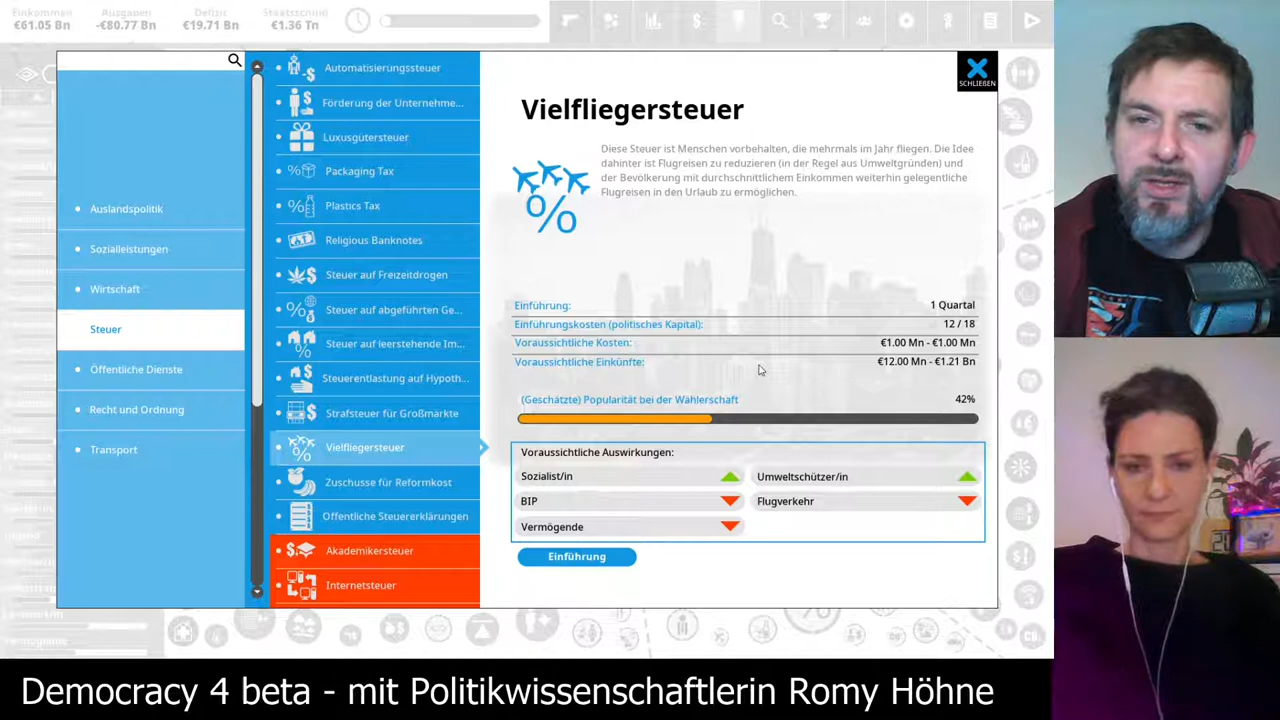 Einkommen
€61.05 Bn
Ausgaben
-€80.77 Bn
Defizit
€19.71 Bn
Staatsschuld
€1.36 Tn
SCHLIEßEN
Auslandspolitik
Sozialleistungen
Wirtschaft
Steuer
Öffentliche Dienste
Recht und Ordnung
Transport
Automatisierungssteuer
Förderung der Unternehme...
Luxusgütersteuer
Packaging Tax
Plastics Tax
Religious Banknotes
Steuer auf Freizeitdrogen
Steuer auf abgeführten Ge...
Steuer auf leerstehende Im...
Steuerentlastung auf Hypoth...
Strafsteuer für Großmärkte
Vielfliegersteuer
Zuschüsse für Reformkost
Öffentliche Steuererklärungen
Akademikersteuer
Internetsteuer
Vielfliegersteuer
Diese Steuer ist Menschen vorbehalten, die mehrmals im Jahr fliegen. Die Idee
dahinter ist Flugreisen zu reduzieren (in der Regel aus Umweltgründen) und
der Bevölkerung mit durchschnittlichem Einkommen weiterhin gelegentliche
Flugreisen in den Urlaub zu ermöglichen.
Einführung: 1 Quartal
Einführungskosten (politisches Kapital): 12 / 18
Voraussichtliche Kosten: €1.00 Mn - €1.00 Mn
Voraussichtliche Einkünfte: €12.00 Mn - €1.21 Bn
(Geschätzte) Popularität bei der Wählerschaft 42%
Voraussichtliche Auswirkungen:
Sozialist/in Umweltschützer/in
BIP Flugverkehr
Vermögende
Einführung
Democracy 4 beta - mit Politikwissenschaftlerin Romy Höhne